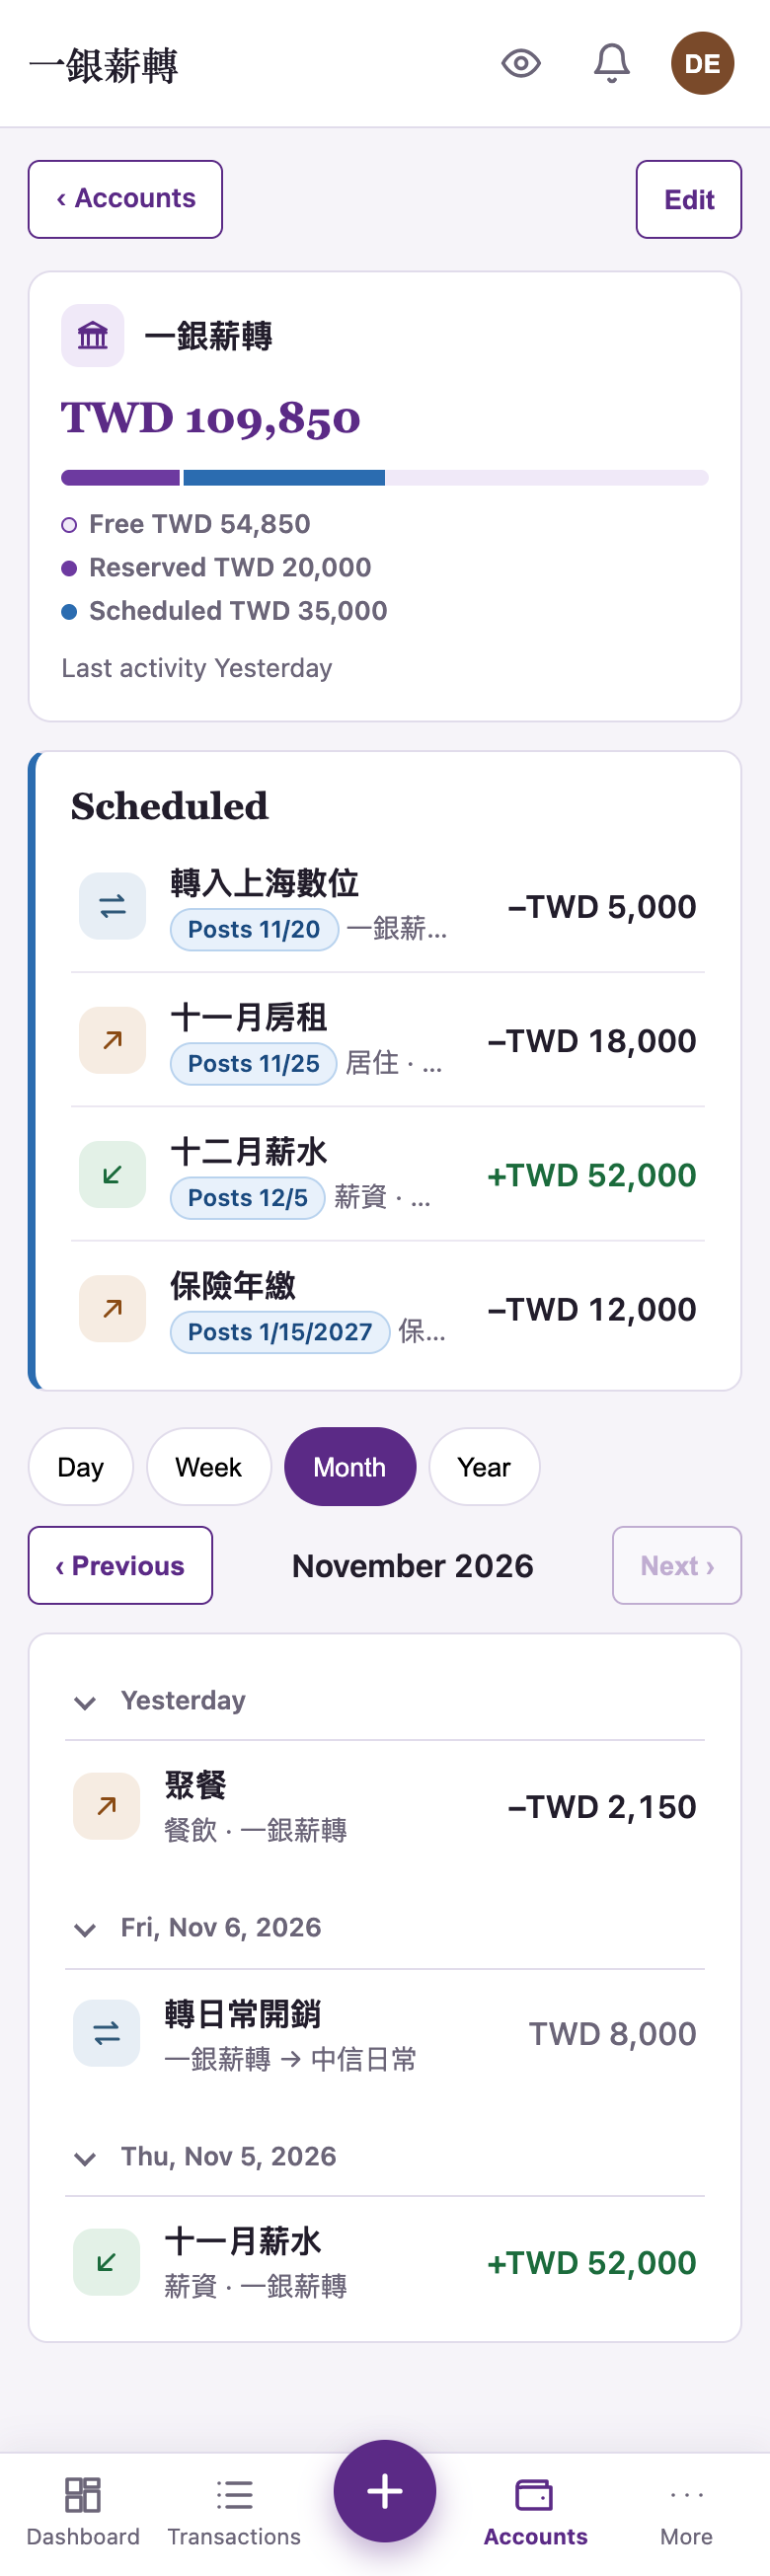 一銀薪轉
DE
‹ Accounts
Edit
一銀薪轉
TWD 109,850
Free TWD 54,850
Reserved TWD 20,000
Scheduled TWD 35,000
Last activity Yesterday
Scheduled
轉入上海數位
Posts 11/20 一銀薪...
–TWD 5,000
十一月房租
Posts 11/25 居住 · ...
–TWD 18,000
十二月薪水
Posts 12/5 薪資 · ...
+TWD 52,000
保險年繳
Posts 1/15/2027 保...
–TWD 12,000
Day Week Month Year
‹ Previous November 2026 Next ›
Yesterday
聚餐
餐飲 · 一銀薪轉
–TWD 2,150
Fri, Nov 6, 2026
轉日常開銷
一銀薪轉 → 中信日常
TWD 8,000
Thu, Nov 5, 2026
十一月薪水
薪資 · 一銀薪轉
+TWD 52,000
Dashboard Transactions Accounts More